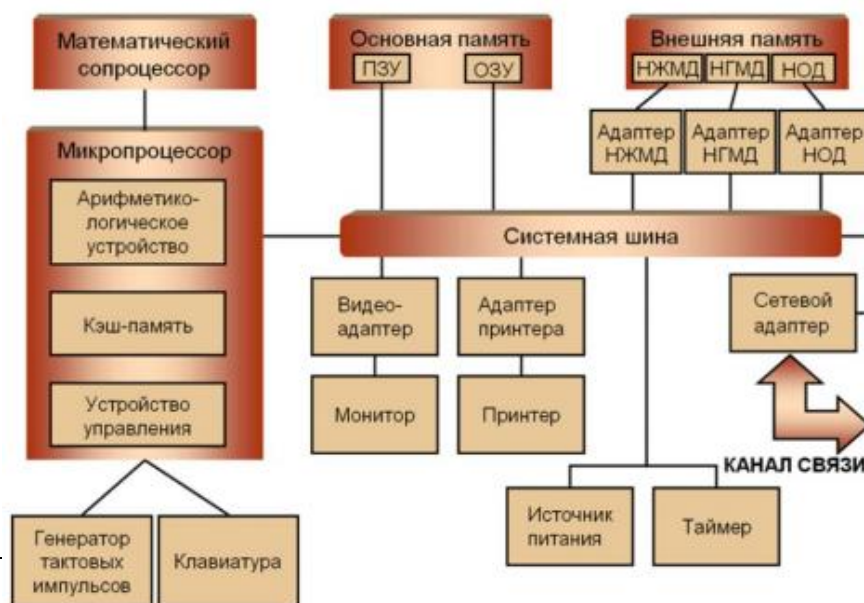 Математический
сопроцессор
Основная память
ПЗУ
ОЗУ
Внешняя память
НЖМД
НГМД
НОД
Адаптер
НЖМД
Адаптер
НГМД
Адаптер
НОД
Микропроцессор
Арифметико-
логическое
устройство
Кэш-память
Устройство
управления
Системная шина
Видео-
адаптер
Адаптер
принтера
Сетевой
адаптер
Монитор
Принтер
КАНАЛ СВЯЗИ
Генератор
тактовых
импульсов
Клавиатура
Источник
питания
Таймер